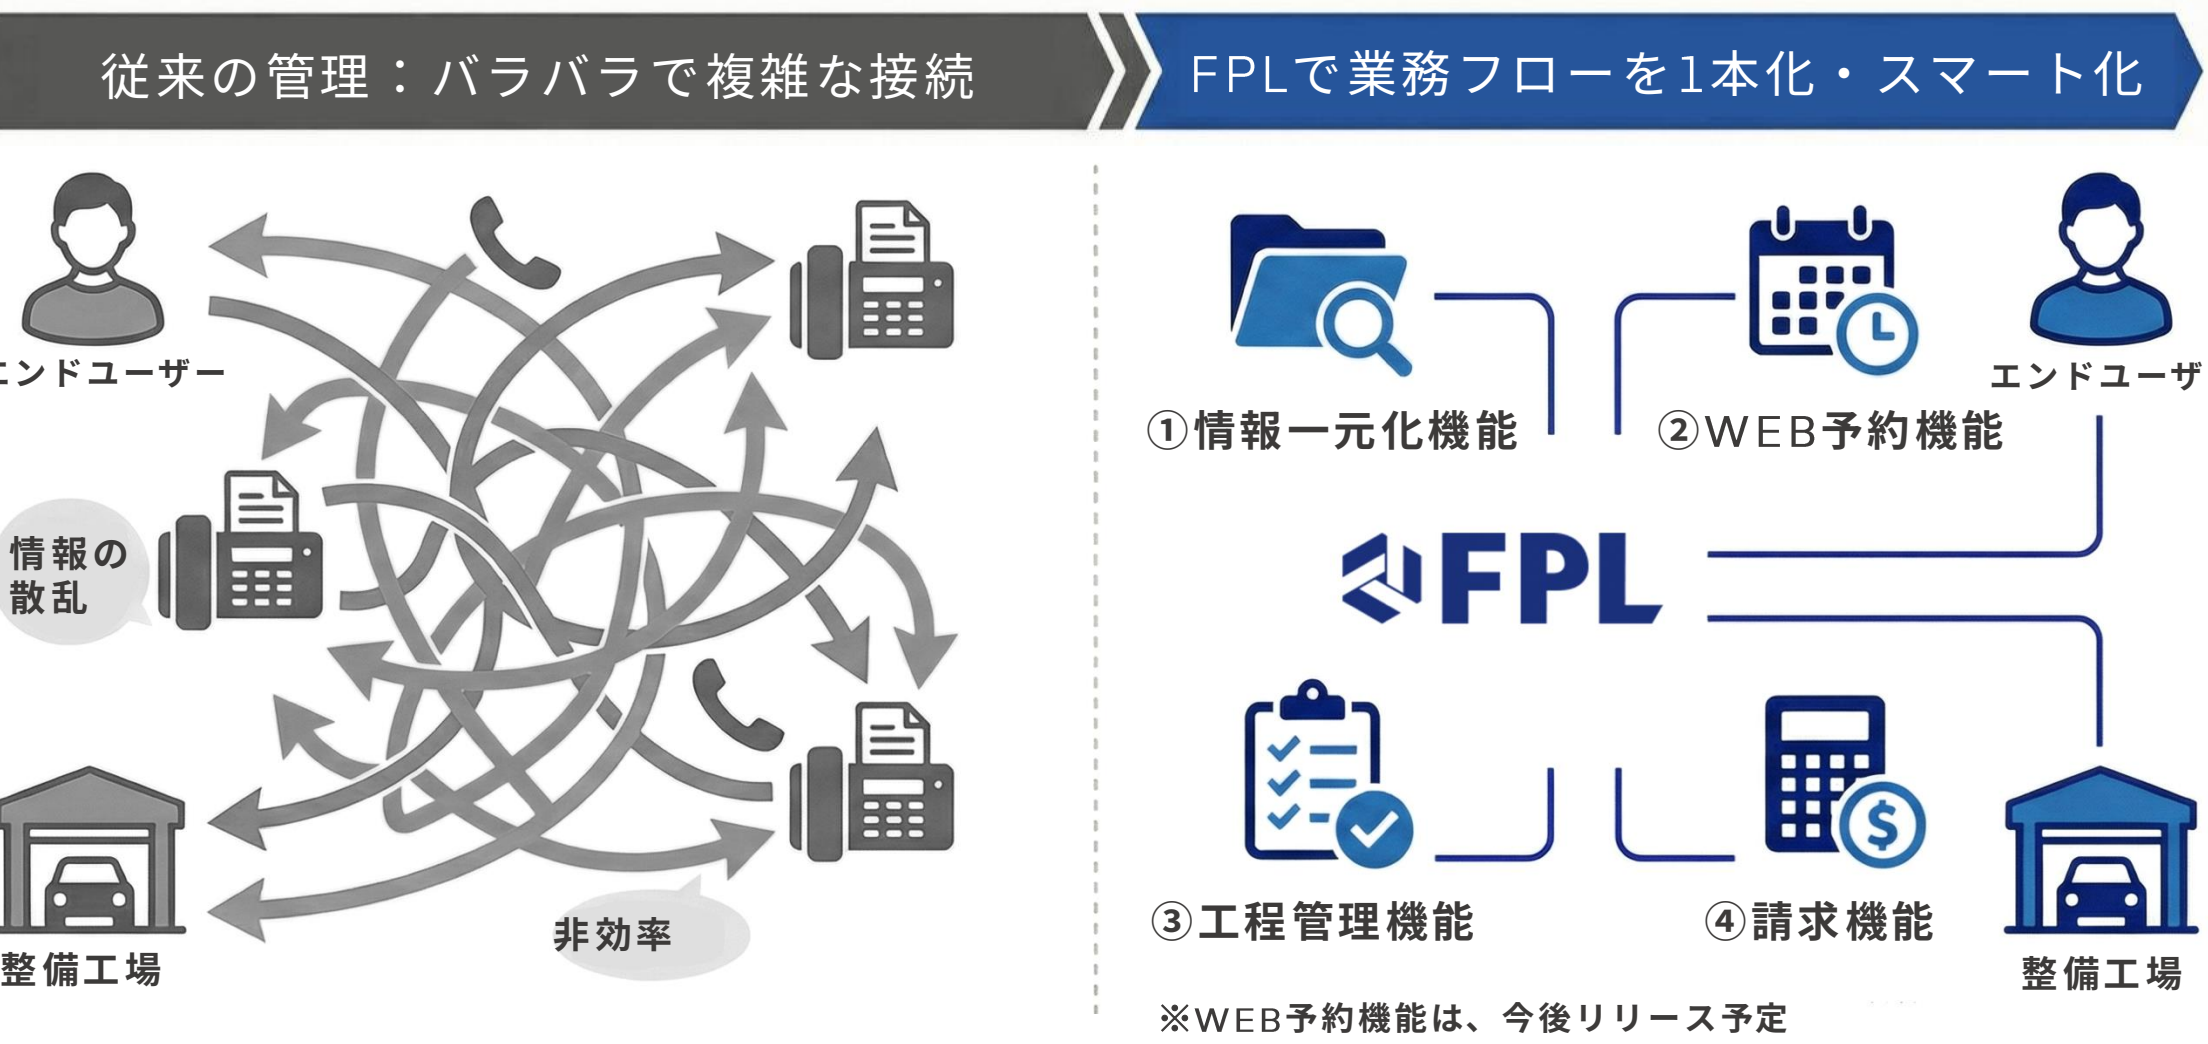 従来の管理：バラバラで複雑な接続
FPLで業務フローを1本化・スマート化
エンドユーザー
情報の
散乱
整備工場
非効率
①情報一元化機能
②WEB予約機能
エンドユーザ
FPL
③工程管理機能
④請求機能
整備工場
※WEB予約機能は、今後リリース予定